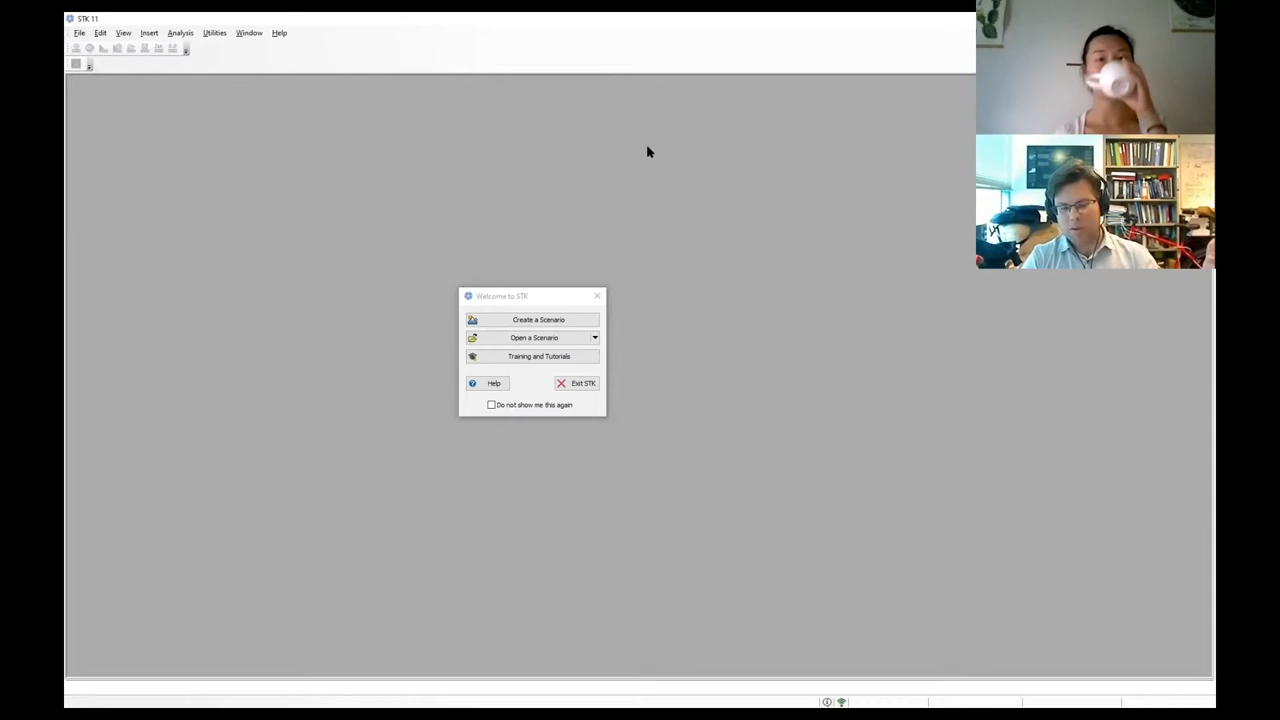 STK 11
File Edit View Insert Analysis Utilities Window Help
Welcome to STK
Create a Scenario
Open a Scenario
Training and Tutorials
Help Exit STK
Do not show me this again